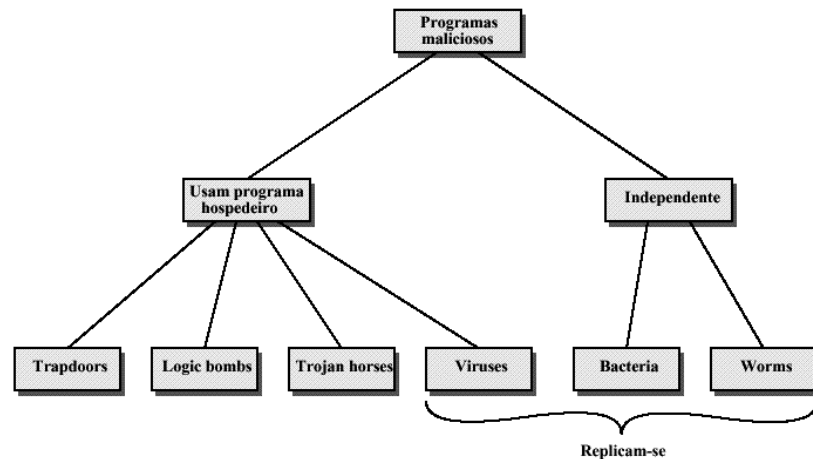 Programas
maliciosos
Usam programa
hospedeiro
Independente
Trapdoors
Logic bombs
Trojan horses
Viruses
Bacteria
Worms
Replicam-se